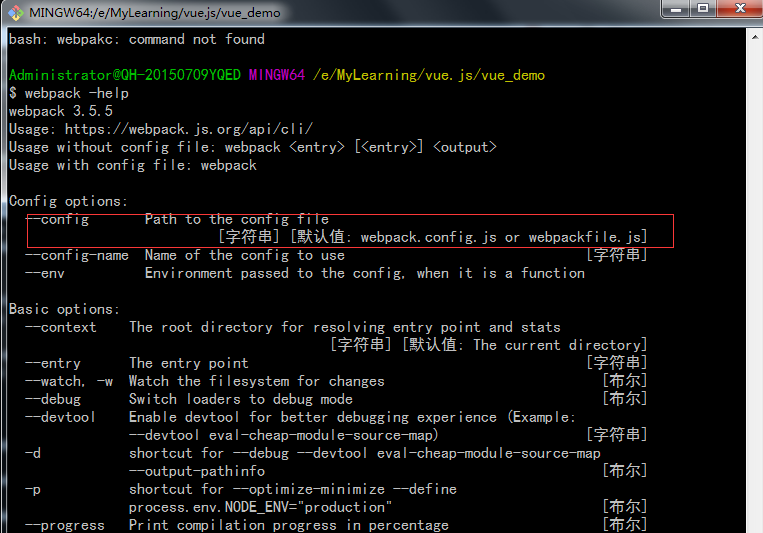 MINGW64:/e/MyLearning/vue.js/vue_demo
bash: webpakc: command not found
Administrator@QH-20150709YQED MINGW64 /e/MyLearning/vue.js/vue_demo
$ webpack -help
webpack 3.5.5
Usage: https://webpack.js.org/api/cli/
Usage without config file: webpack <entry> [<entry>] <output>
Usage with config file: webpack
Config options:
--config Path to the config file
[字符串] [默认值: webpack.config.js or webpackfile.js]
--config-name Name of the config to use [字符串]
--env Environment passed to the config, when it is a function
Basic options:
--context The root directory for resolving entry point and stats
[字符串] [默认值: The current directory]
--entry The entry point [字符串]
--watch, -w Watch the filesystem for changes [布尔]
--debug Switch loaders to debug mode [布尔]
--devtool Enable devtool for better debugging experience (Example:
--devtool eval-cheap-module-source-map) [字符串]
-d shortcut for --debug --devtool eval-cheap-module-source-map
--output-pathinfo [布尔]
-p shortcut for --optimize-minimize --define
process.env.NODE_ENV="production" [布尔]
--progress Print compilation progress in percentage [布尔]